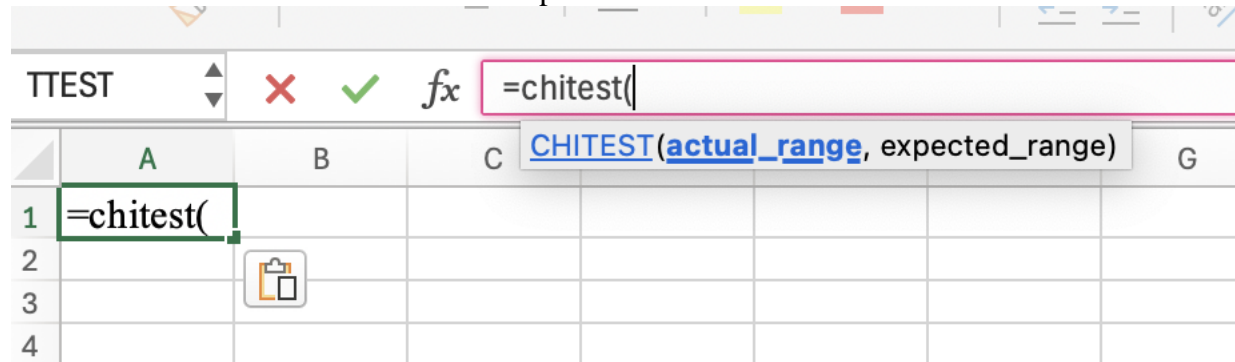 TTEST fx =chitest(
CHITEST(actual_range, expected_range)
A B C G
1 =chitest(
2
3
4